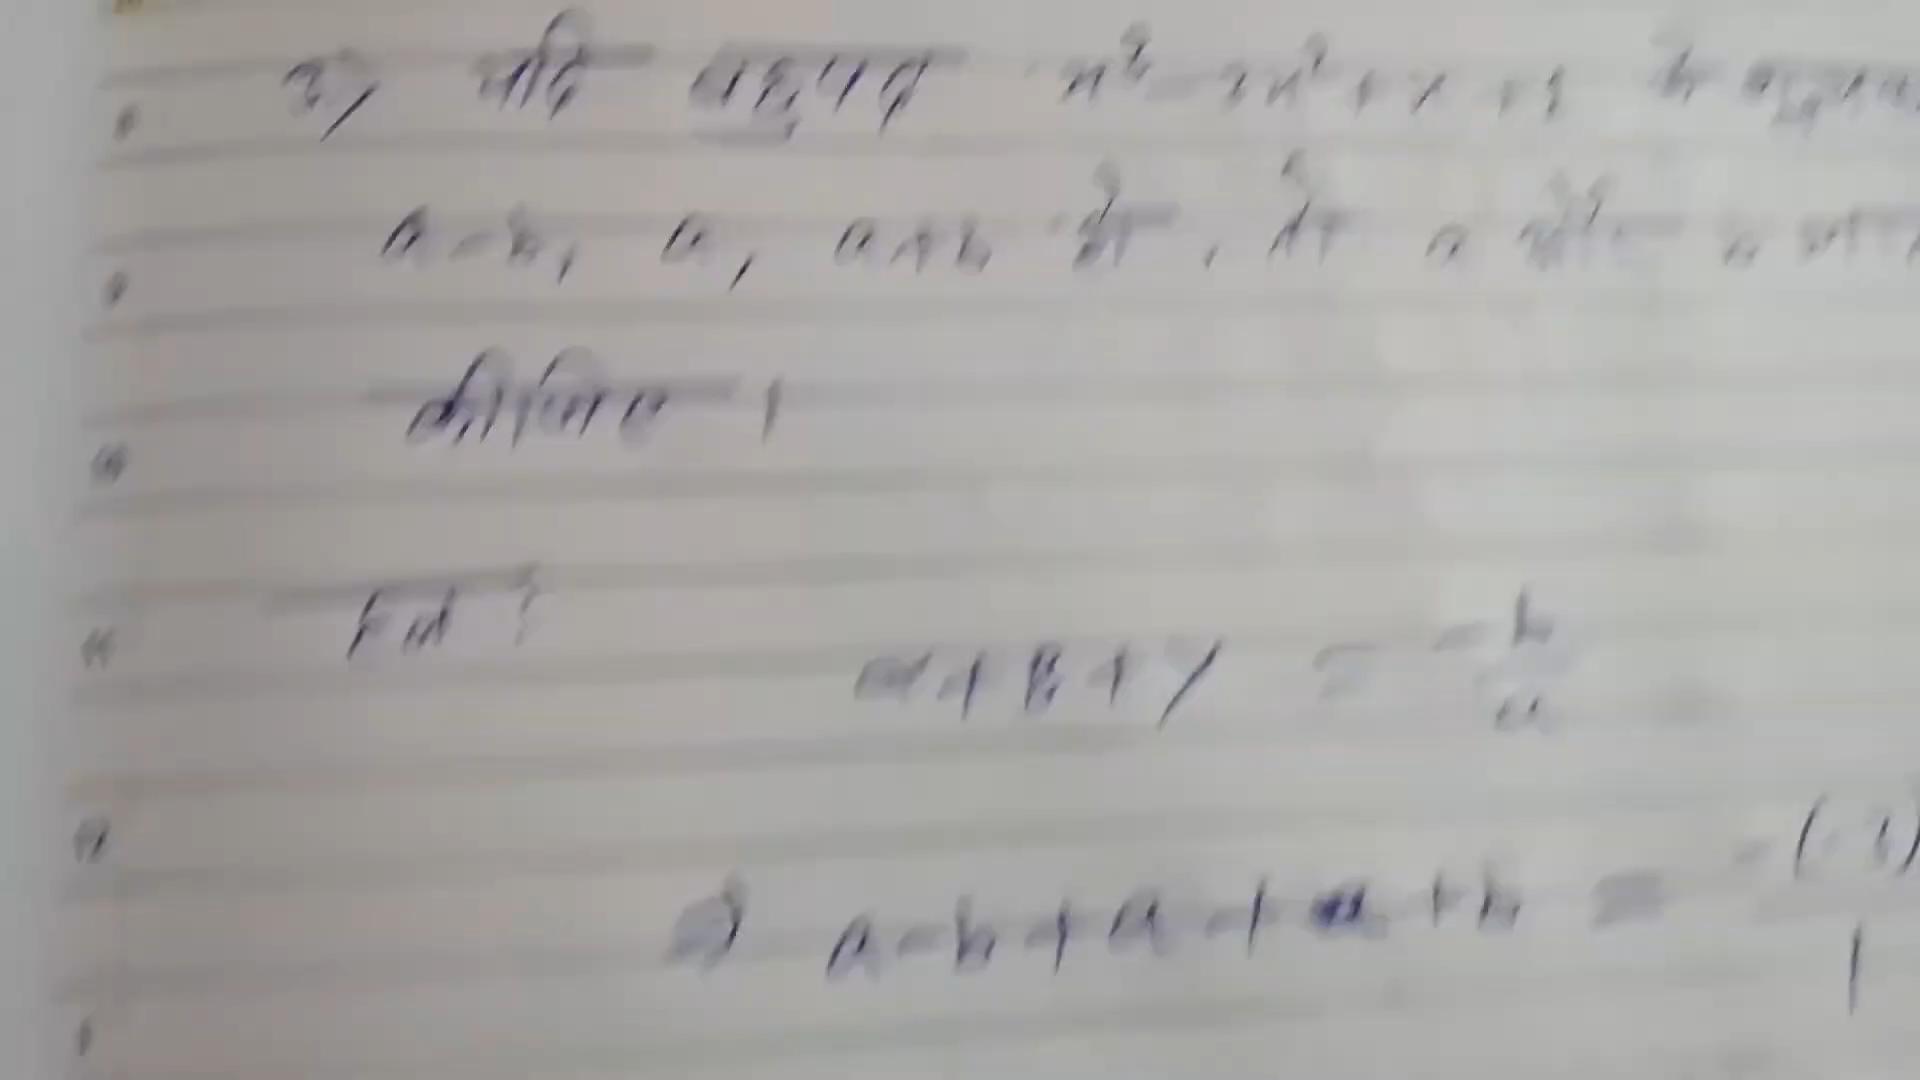 3) यदि बहुपद x³-3x²+x+1 के
a-b, a, a+b हों, तो a और b
कीजिए।
हल :
α+β+γ = -b/a
⇒ a-b+a+a+b = -(-3)/1